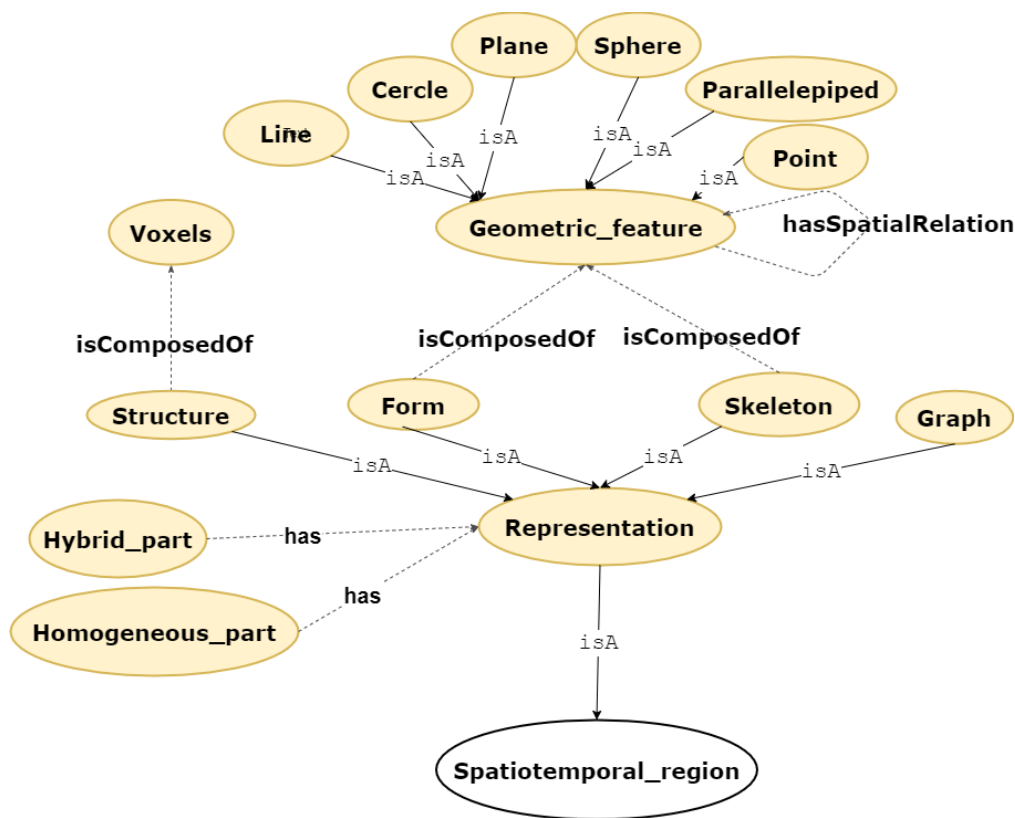 Plane
Sphere
Cercle
Parallelepiped
Line
Point
isA
isA
isA
isA
isA
isA
Geometric_feature
hasSpatialRelation
Voxels
isComposedOf
isComposedOf
isComposedOf
Structure
Form
Skeleton
Graph
isA
isA
isA
isA
Hybrid_part
has
Representation
Homogeneous_part
has
isA
Spatiotemporal_region